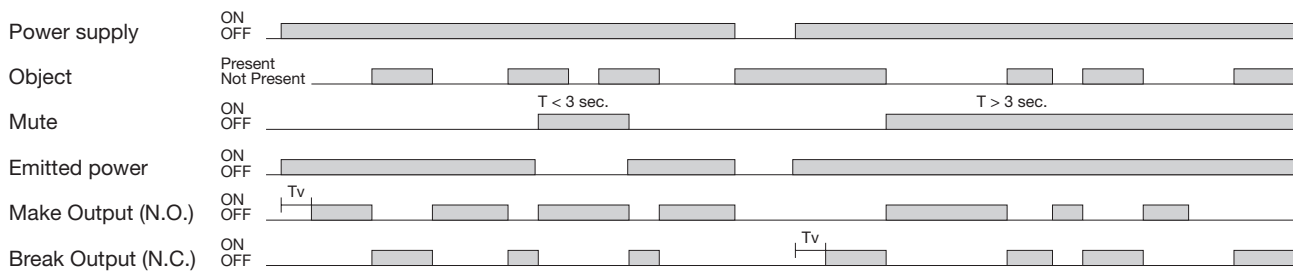 Power supply
ON
OFF
Object
Present
Not Present
T < 3 sec.
T > 3 sec.
Mute
ON
OFF
Emitted power
ON
OFF
Tv
Make Output (N.O.)
ON
OFF
Tv
Break Output (N.C.)
ON
OFF